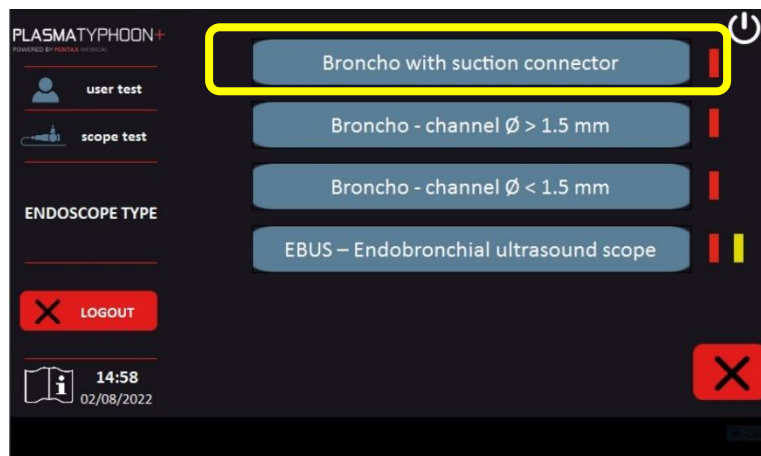 PLASMATYPHOON+
POWERED BY PENTAX MEDICAL
user test
scope test
ENDOSCOPE TYPE
LOGOUT
14:58
02/08/2022
Broncho with suction connector
Broncho - channel Ø > 1.5 mm
Broncho - channel Ø < 1.5 mm
EBUS – Endobronchial ultrasound scope